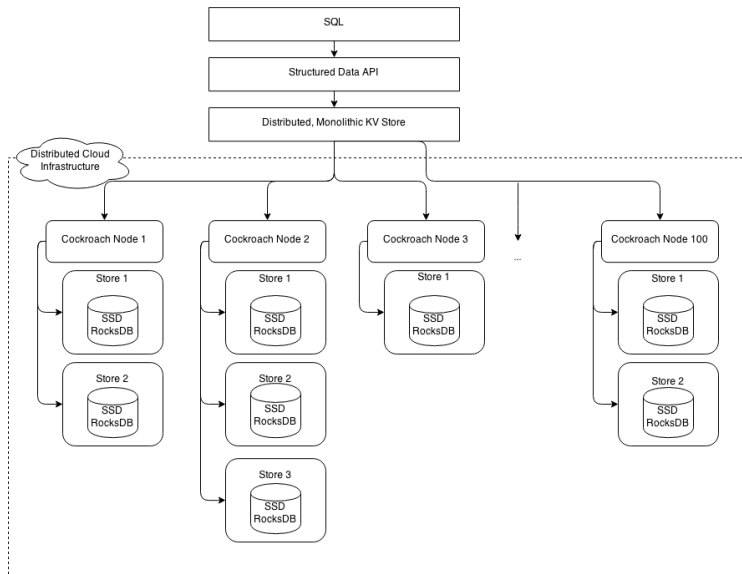 SQL
Structured Data API
Distributed, Monolithic KV Store
Distributed Cloud
Infrastructure
Cockroach Node 1
Cockroach Node 2
Cockroach Node 3
...
Cockroach Node 100
Store 1
SSD
RocksDB
Store 1
SSD
RocksDB
Store 1
SSD
RocksDB
Store 1
SSD
RocksDB
Store 2
SSD
RocksDB
Store 2
SSD
RocksDB
Store 2
SSD
RocksDB
Store 3
SSD
RocksDB